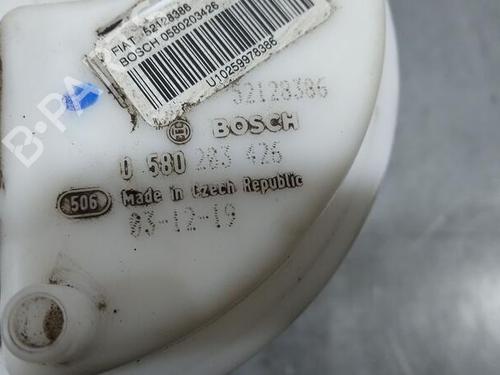 FIAT 52128386
BOSCH 0580203426
U10259978386
52128386
BOSCH
0 580 203 426
506 Made in Czech Republic
03-12-19